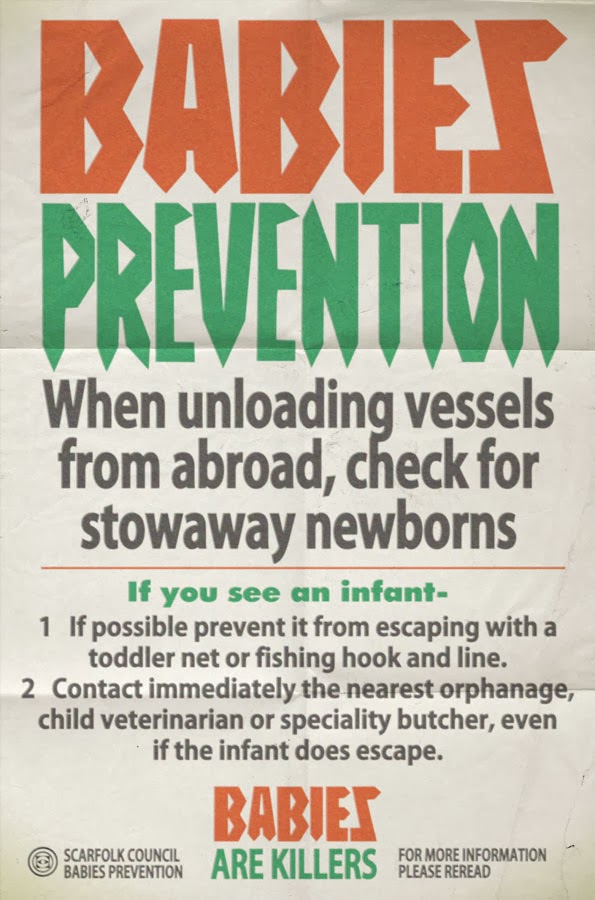 BABIES
PREVENTION
When unloading vessels
from abroad, check for
stowaway newborns
If you see an infant-
1 If possible prevent it from escaping with a
toddler net or fishing hook and line.
2 Contact immediately the nearest orphanage,
child veterinarian or speciality butcher, even
if the infant does escape.
BABIES
ARE KILLERS
SCARFOLK COUNCIL
BABIES PREVENTION
FOR MORE INFORMATION
PLEASE REREAD